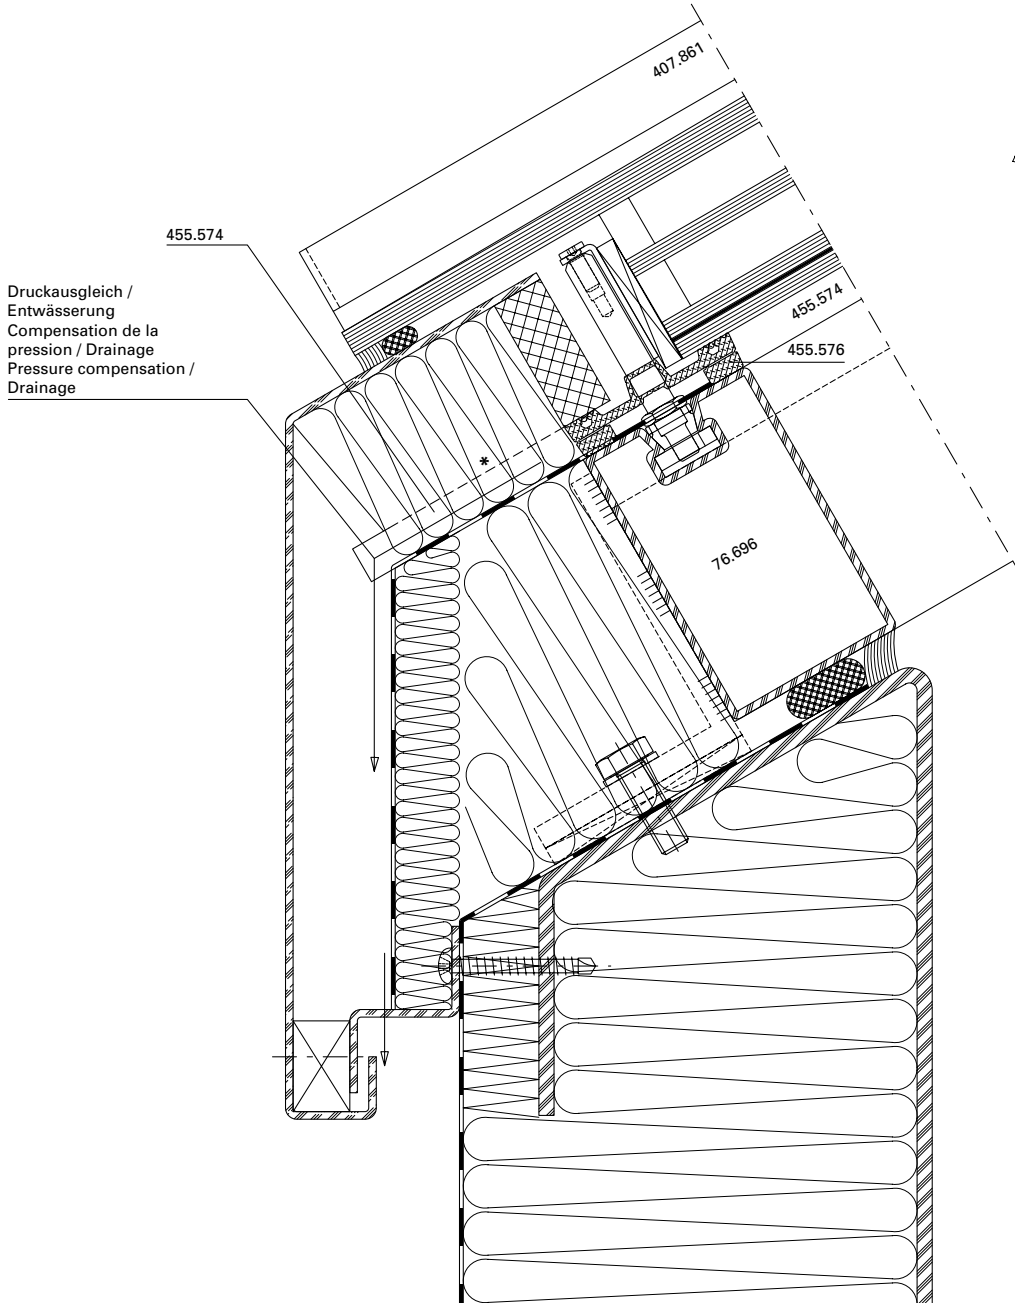 407.861
455.574
Druckausgleich /
Entwässerung
Compensation de la
pression / Drainage
Pressure compensation /
Drainage
455.574
455.576
*
76.696